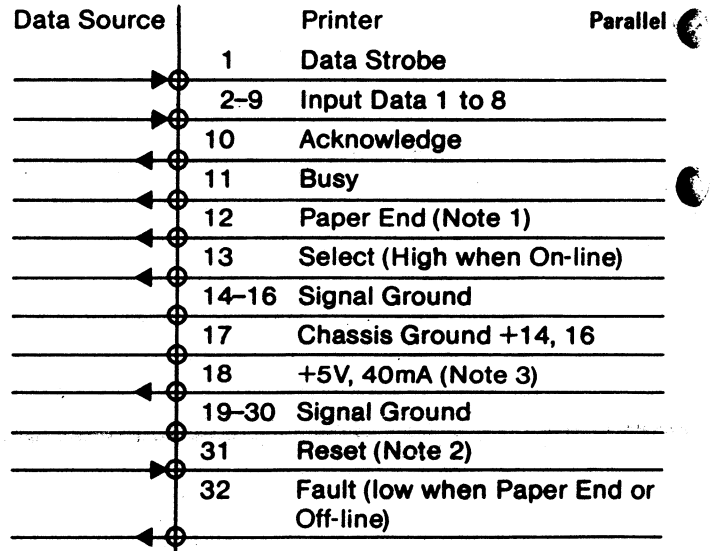 Data Source Printer Parallel
1 Data Strobe
2–9 Input Data 1 to 8
10 Acknowledge
11 Busy
12 Paper End (Note 1)
13 Select (High when On-line)
14–16 Signal Ground
17 Chassis Ground +14, 16
18 +5V, 40mA (Note 3)
19–30 Signal Ground
31 Reset (Note 2)
32 Fault (low when Paper End or
Off-line)